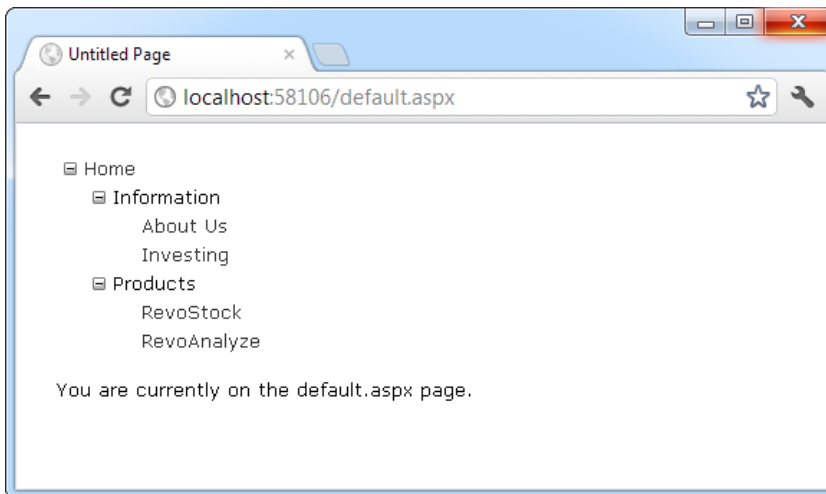 Untitled Page
localhost:58106/default.aspx
Home
Information
About Us
Investing
Products
RevoStock
RevoAnalyze
You are currently on the default.aspx page.